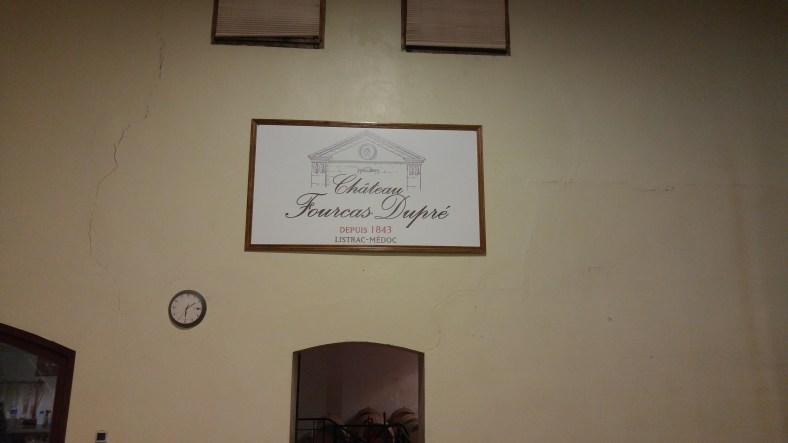 Château
Fourcas Dupré
DEPUIS 1843
LISTRAC-MÉDOC